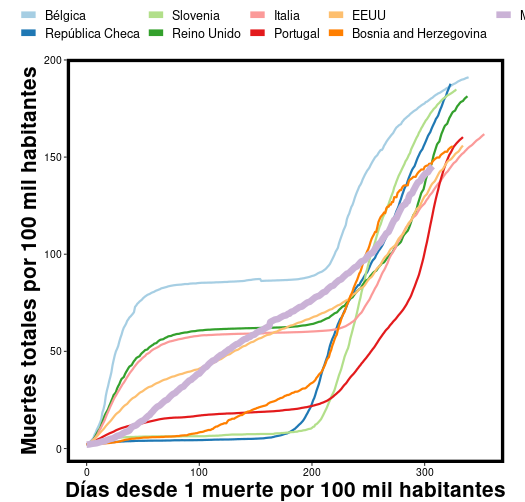 Bélgica Slovenia Italia EEUU
República Checa Reino Unido Portugal Bosnia and Herzegovina
Muertes totales por 100 mil habitantes
200
150
100
50
0
0 100 200 300
Días desde 1 muerte por 100 mil habitantes